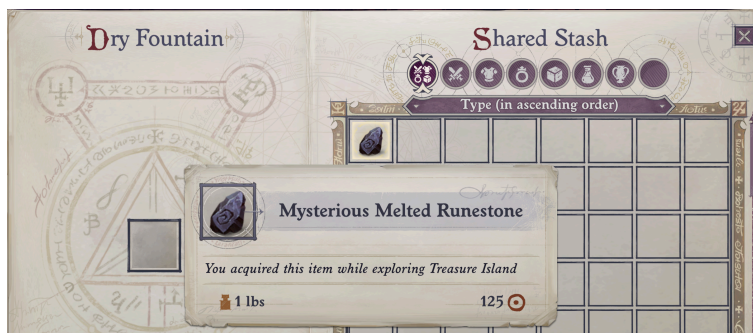 Dry Fountain
Shared Stash
Type (in ascending order)
Mysterious Melted Runestone
You acquired this item while exploring Treasure Island
1 lbs
125